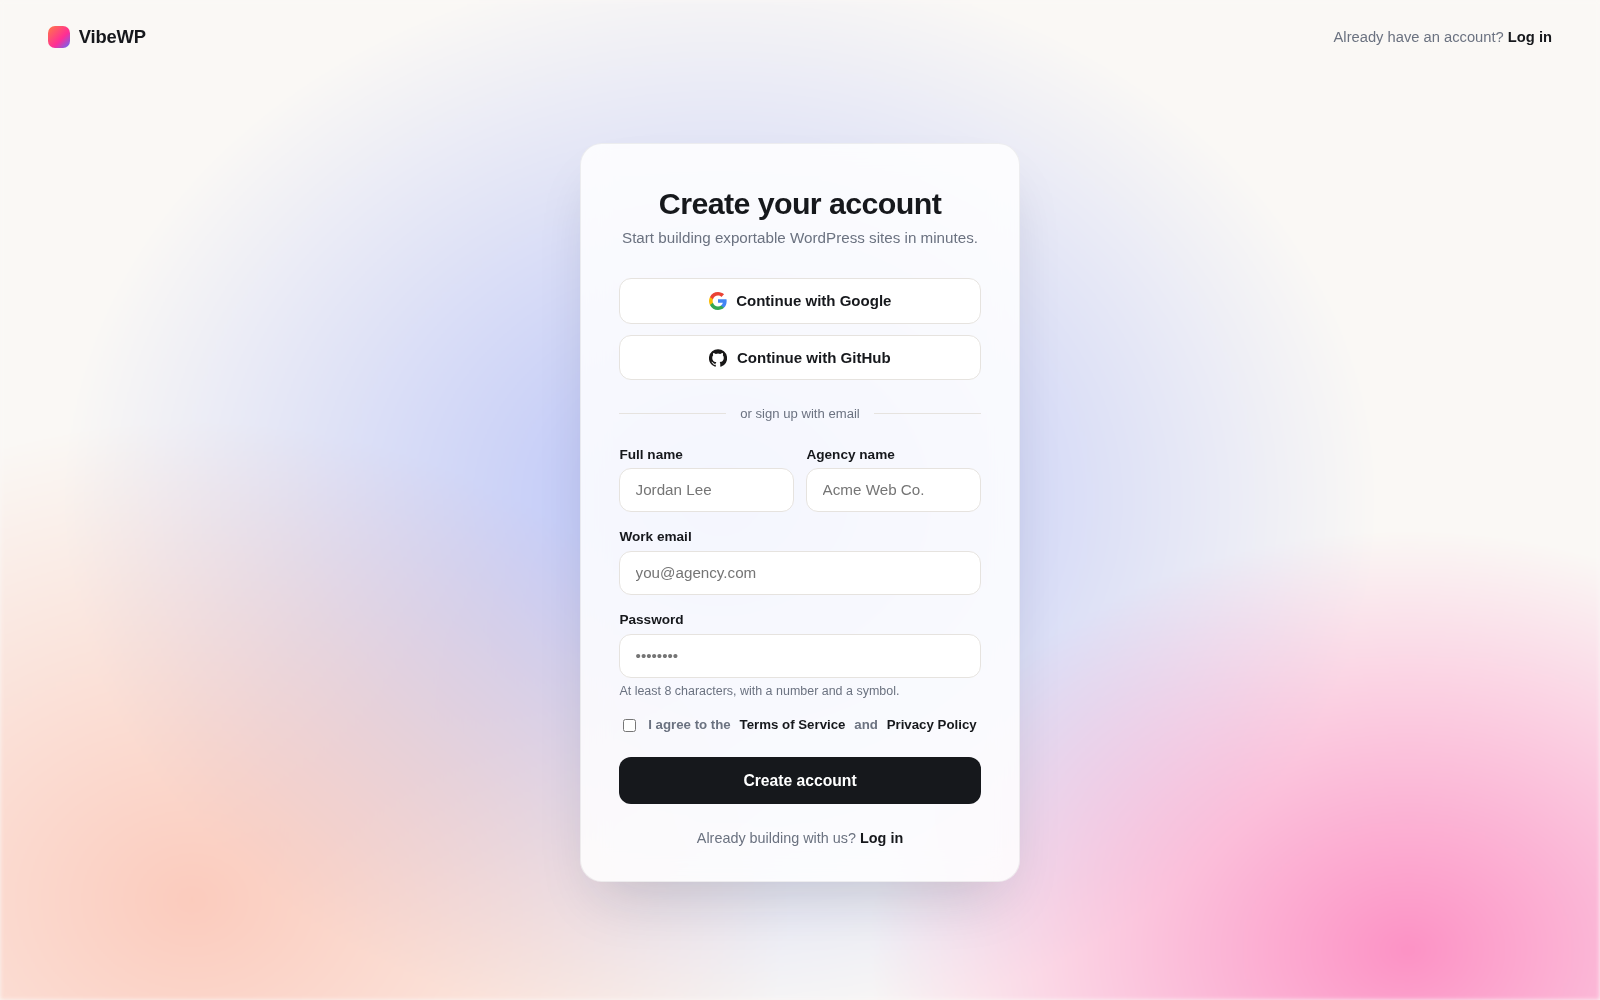 VibeWP
Already have an account? Log in
Create your account
Start building exportable WordPress sites in minutes.
Continue with Google
Continue with GitHub
or sign up with email
Full name
Agency name
Jordan Lee
Acme Web Co.
Work email
you@agency.com
Password
••••••••
At least 8 characters, with a number and a symbol.
I agree to the Terms of Service and Privacy Policy
Create account
Already building with us? Log in